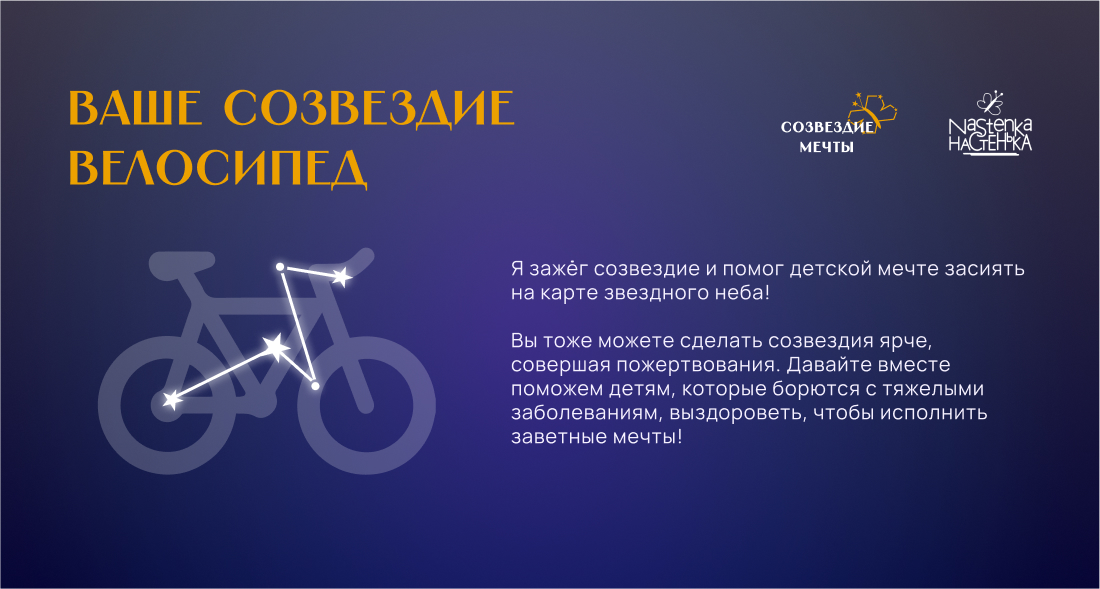 ВАШЕ СОЗВЕЗДИЕ
ВЕЛОСИПЕД
СОЗВЕЗДИЕ
МЕЧТЫ
Nastenka
НАСТЕНЬКА
Я зажёг созвездие и помог детской мечте засиять
на карте звездного неба!
Вы тоже можете сделать созвездия ярче,
совершая пожертвования. Давайте вместе
поможем детям, которые борются с тяжелыми
заболеваниям, выздороветь, чтобы исполнить
заветные мечты!